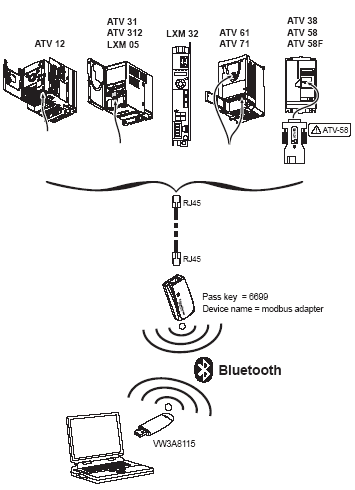 ATV 12
ATV 31
ATV 312
LXM 05
LXM 32
ATV 61
ATV 71
ATV 38
ATV 58
ATV 58F
ATV-58
RJ45
RJ45
Pass key = 6699
Device name = modbus adapter
Bluetooth
VW3A8115